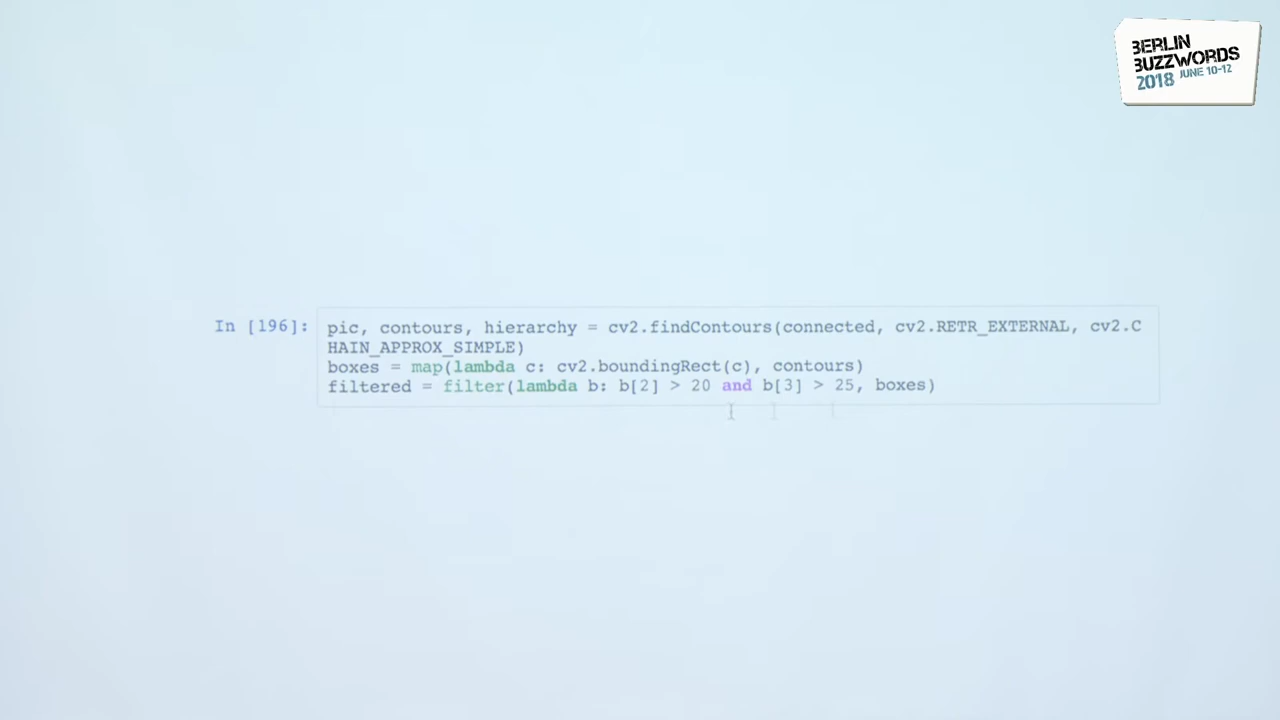 BERLIN
BUZZWORDS
2018 JUNE 10-12
In [196]: pic, contours, hierarchy = cv2.findContours(connected, cv2.RETR_EXTERNAL, cv2.C
HAIN_APPROX_SIMPLE)
boxes = map(lambda c: cv2.boundingRect(c), contours)
filtered = filter(lambda b: b[2] > 20 and b[3] > 25, boxes)